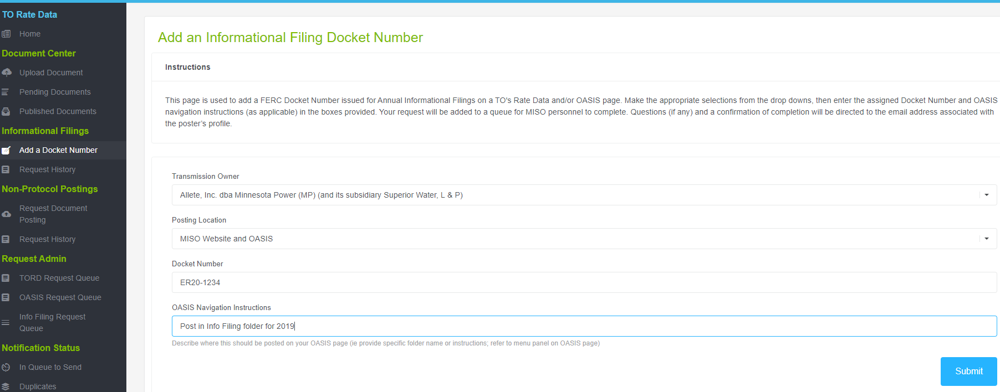 TO Rate Data
Home
Document Center
Upload Document
Pending Documents
Published Documents
Informational Filings
Add a Docket Number
Request History
Non-Protocol Postings
Request Document
Posting
Request History
Request Admin
TORD Request Queue
OASIS Request Queue
Info Filing Request
Queue
Notification Status
In Queue to Send
Duplicates
Add an Informational Filing Docket Number
Instructions
This page is used to add a FERC Docket Number issued for Annual Informational Filings on a TO's Rate Data and/or OASIS page. Make the appropriate selections from the drop downs, then enter the assigned Docket Number and OASIS
navigation instructions (as applicable) in the boxes provided. Your request will be added to a queue for MISO personnel to complete. Questions (if any) and a confirmation of completion will be directed to the email address associated with
the poster’s profile.
Transmission Owner
Allete, Inc. dba Minnesota Power (MP) (and its subsidiary Superior Water, L & P)
Posting Location
MISO Website and OASIS
Docket Number
ER20-1234
OASIS Navigation Instructions
Post in Info Filing folder for 2019
Describe where this should be posted on your OASIS page (ie provide specific folder name or instructions; refer to menu panel on OASIS page)
Submit